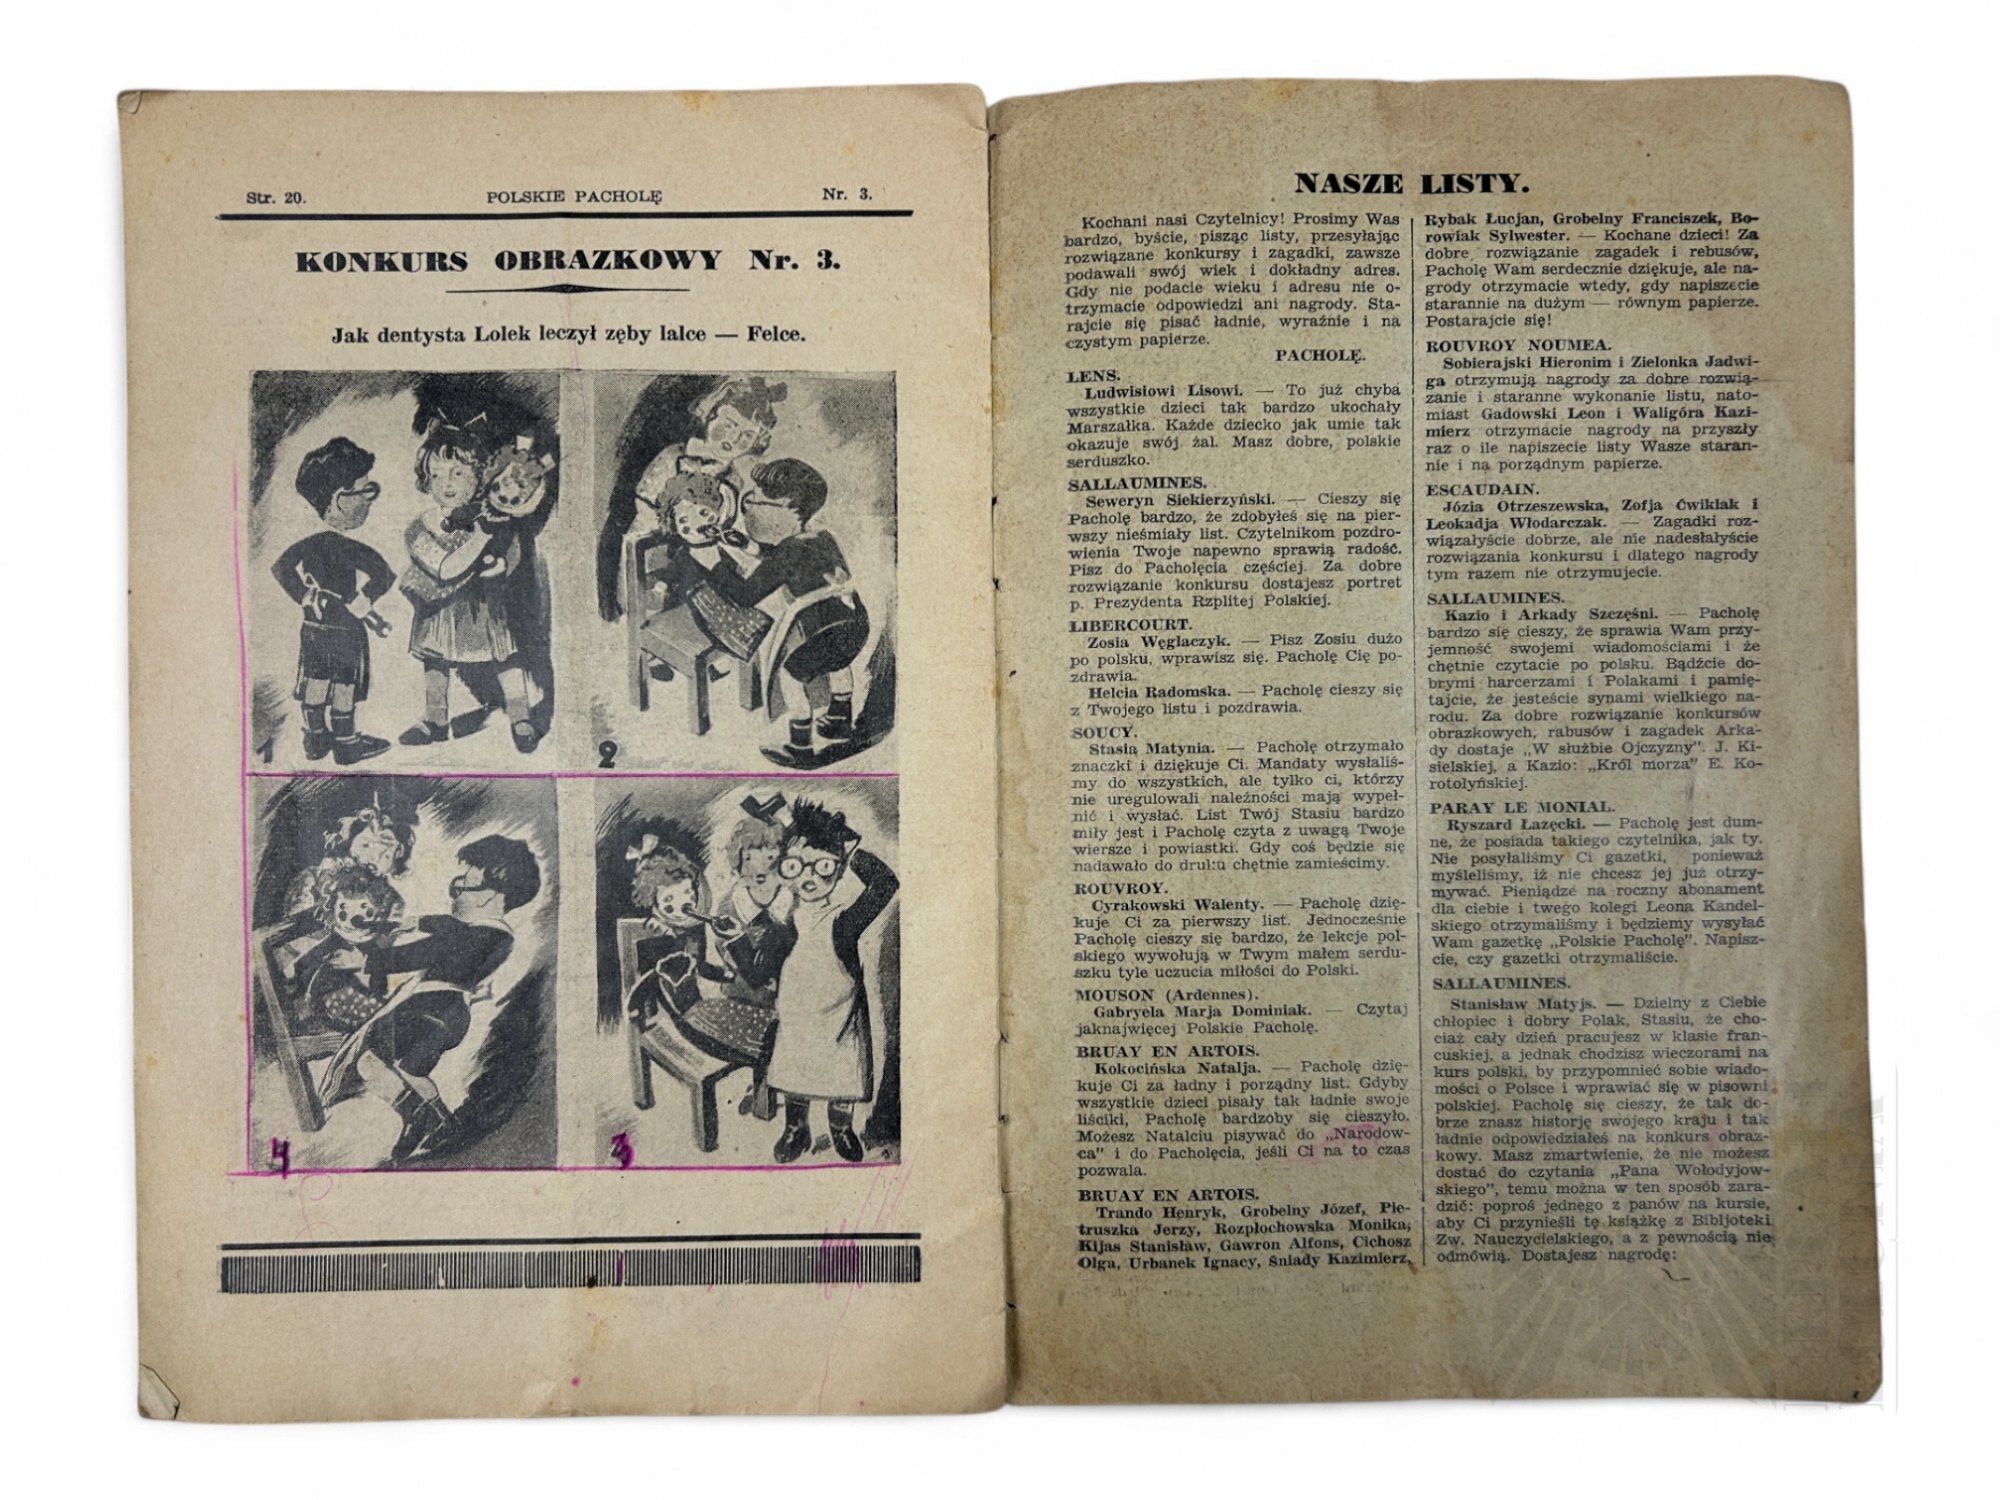 Str. 20.
POLSKIE PACHOLĘ
Nr. 3.
KONKURS OBRAZKOWY Nr. 3.
Jak dentysta Lolek leczył zęby lalce — Felce.
1
2
4
3
NASZE LISTY.
Kochani nasi Czytelnicy! Prosimy Was
bardzo, byście, pisząc listy, przesyłając
rozwiązane konkursy i zagadki, zawsze
podawali swój wiek i dokładny adres.
Gdy nie podacie wieku i adresu nie o-
trzymacie odpowiedzi ani nagrody. Sta-
rajcie się pisać ładnie, wyraźnie i na
czystym papierze.
PACHOLĘ.
LENS.
Ludwisiowi Lisowi. — To już chyba
wszystkie dzieci tak bardzo ukochały
Marszałka. Każde dziecko jak umie tak
okazuje swój żal. Masz dobre, polskie
serduszko.
SALLAUMINES.
Seweryn Siekierzyński. — Cieszy się
Pacholę bardzo, że zdobyłeś się na pier-
wszy nieśmiały list. Czytelnikom pozdro-
wienia Twoje napewno sprawią radość.
Pisz do Pacholęcia częściej. Za dobre
rozwiązanie konkursu dostajesz portret
p. Prezydenta Rzplitej Polskiej.
LIBERCOURT.
Zosia Węglaczyk. — Pisz Zosiu dużo
po polsku, wprawisz się. Pacholę Cię po-
zdrawia.
Helcia Radomska. — Pacholę cieszy się
z Twojego listu i pozdrawia.
SOUCY.
Stasia Matynia. — Pacholę otrzymało
znaczki i dziękuje Ci. Mandaty wysłaliś-
my do wszystkich, ale tylko ci, którzy
nie uregulowali należności mają wypeł-
nić i wysłać. List Twój Stasiu bardzo
miły jest i Pacholę czyta z uwagą Twoje
wiersze i powiastki. Gdy coś będzie się
nadawało do druku chętnie zamieścimy.
ROUVROY.
Cyrakowski Walenty. — Pacholę dzię-
kuje Ci za pierwszy list. Jednocześnie
Pacholę cieszy się bardzo, że lekcje pol-
skiego wywołują w Twym małem serdu-
szku tyle uczucia miłości do Polski.
MOUSON (Ardennes).
Gabryela Marja Dominiak. — Czytaj
jaknajwięcej Polskie Pacholę.
BRUAY EN ARTOIS.
Kokocińska Natalja. — Pacholę dzię-
kuje Ci za ładny i porządny list. Gdyby
wszystkie dzieci pisały tak ładnie swoje
liściki, Pacholę bardzoby się cieszyło.
Możesz Natalciu pisywać do „Narodow-
ca" i do Pacholęcia, jeśli Ci na to czas
pozwala.
BRUAY EN ARTOIS.
Trando Henryk, Grobelny Józef, Pie-
truszka Jerzy, Rozpłochowska Monika,
Kijas Stanisław, Gawron Alfons, Cichosz
Olga, Urbanek Ignacy, Śniady Kazimierz,
Rybak Łucjan, Grobelny Franciszek, Bo-
rowiak Sylwester. — Kochane dzieci! Za
dobre rozwiązanie zagadek i rebusów,
Pacholę Wam serdecznie dziękuje, ale na-
grody otrzymacie wtedy, gdy napiszecie
starannie na dużym — równym papierze.
Postarajcie się!
ROUVROY NOUMEA.
Sobierajski Hieronim i Zielonka Jadwi-
ga otrzymują nagrody za dobre rozwią-
zanie i staranne wykonanie listu, nato-
miast Gadowski Leon i Waligóra Kazi-
mierz otrzymacie nagrody na przyszły
raz o ile napiszecie listy Wasze staran-
nie i na porządnym papierze.
ESCAUDAIN.
Józia Otrzeszewska, Zofja Ćwiklak i
Leokadja Włodarczak. — Zagadki roz-
wiązałyście dobrze, ale nie nadesłałyście
rozwiązania konkursu i dlatego nagrody
tym razem nie otrzymujecie.
SALLAUMINES.
Kazio i Arkady Szczęśni. — Pacholę
bardzo się cieszy, że sprawia Wam przy-
jemność swojemi wiadomościami i że
chętnie czytacie po polsku. Bądźcie do-
brymi harcerzami i Polakami i pamię-
tajcie, że jesteście synami wielkiego na-
rodu. Za dobre rozwiązanie konkursów
obrazkowych, rabusów i zagadek Arka-
dy dostaje „W służbie Ojczyzny". J. Ki-
sielskiej, a Kazio: „Król morza" E. Ko-
rotolyńskiej.
PARAY LE MONIAL.
Ryszard Łazęcki. — Pacholę jest dum-
ne, że posiada takiego czytelnika, jak ty.
Nie posyłaliśmy Ci gazetki, ponieważ
myśleliśmy, iż nie chcesz jej już otrzy-
mywać. Pieniądze na roczny abonament
dla ciebie i twego kolegi Leona Kandel-
skiego otrzymaliśmy i będziemy wysyłać
Wam gazetkę „Polskie Pacholę". Napisz-
cie, czy gazetki otrzymaliście.
SALLAUMINES.
Stanisław Matyjs. — Dzielny z Ciebie
chłopiec i dobry Polak, Stasiu, że cho-
ciaż cały dzień pracujesz w klasie fran-
cuskiej, a jednak chodzisz wieczorami na
kurs polski, by przypomnieć sobie wiado-
mości o Polsce i wprawiać się w pisowni
polskiej. Pacholę się cieszy, że tak do-
brze znasz historję swojego kraju i tak
ładnie odpowiedziałeś na konkurs obraz-
kowy. Masz zmartwienie, że nie możesz
dostać do czytania „Pana Wołodyjow-
skiego", temu można w ten sposób zara-
dzić: poproś jednego z panów na kursie,
aby Ci przynieśli tę książkę z Bibljoteki
Zw. Nauczycielskiego, a z pewnością nie
odmówią. Dostajesz nagrodę: